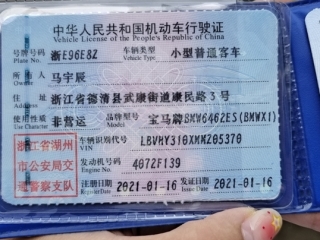 中华人民共和国机动车行驶证
Vehicle License of the People's Republic of China
号牌号码 浙E96E8Z 车辆类型 小型普通客车
Plate No. Vehicle Type
所有人 马宇辰
Owner
住址 浙江省德清县武康街道康民路3号
Address
使用性质 非营运 品牌型号 宝马牌BMW6462ES(BMWX1)
Use Character Model
浙江省湖州市公安局交通警察支队
车辆识别代号 LBVHY310XMMZ05370
VIN
发动机号码 4072F139
Engine No.
注册日期 2021-01-16 发证日期 2021-01-16
Register Date Issue Date